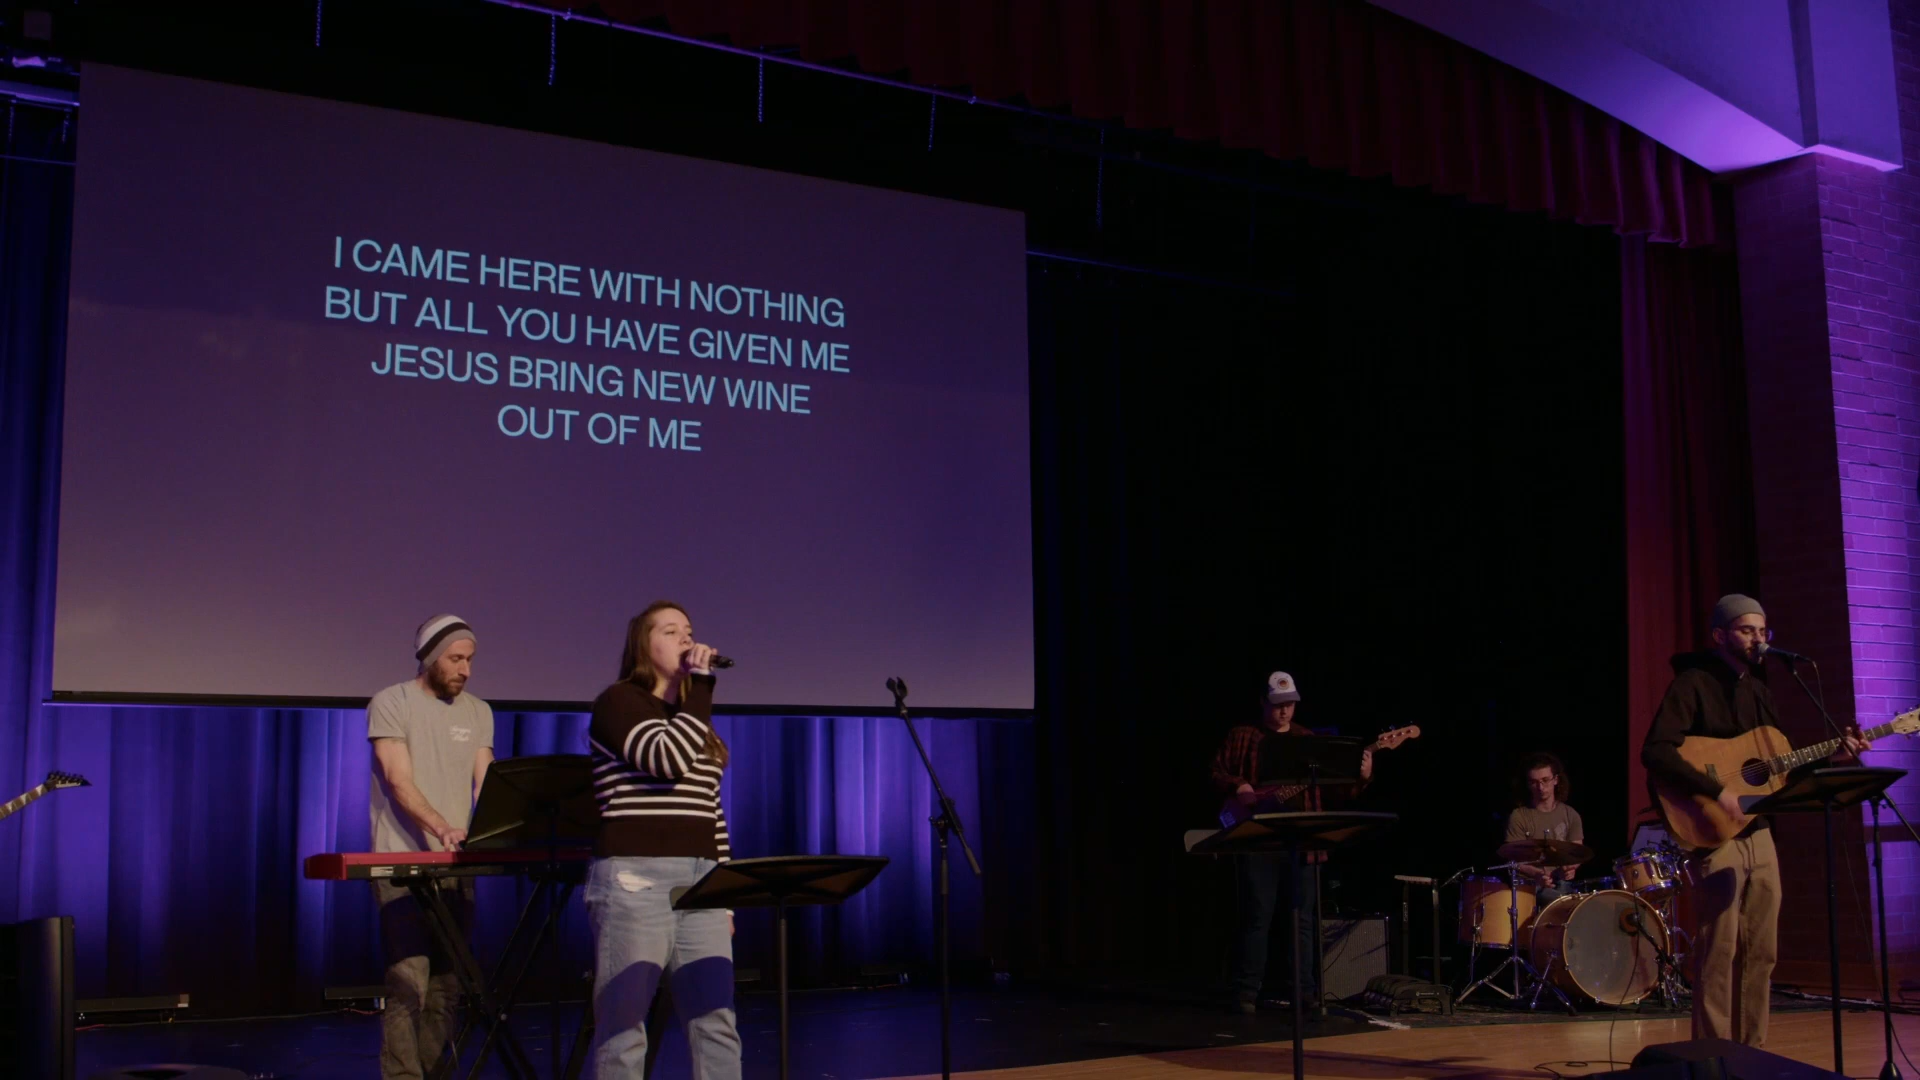 I CAME HERE WITH NOTHING
BUT ALL YOU HAVE GIVEN ME
JESUS BRING NEW WINE
OUT OF ME